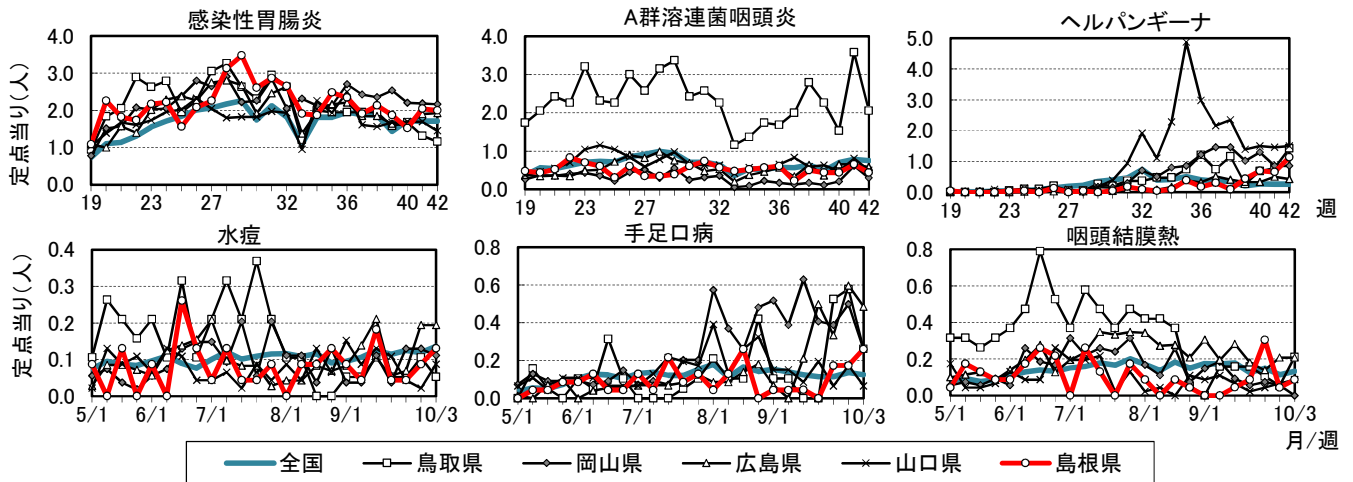 感染性胃腸炎
A群溶連菌咽頭炎
ヘルパンギーナ
定点当り(人)
4.0
3.0
2.0
1.0
0.0
19 23 27 32 36 40 42
4.0
3.0
2.0
1.0
0.0
19 23 27 32 36 41 42
5.0
4.0
3.0
2.0
1.0
0.0
19 23 27 32 36 40 42 週
水痘
手足口病
咽頭結膜熱
定点当り(人)
0.4
0.3
0.2
0.1
0.0
5/1 6/1 7/1 8/1 9/1 10/3
0.8
0.6
0.4
0.2
0.0
5/1 6/1 7/1 8/1 9/1 10/3
0.8
0.6
0.4
0.2
0.0
5/1 6/1 7/1 8/1 9/1 10/3
月/週
全国 鳥取県 岡山県 広島県 山口県 島根県